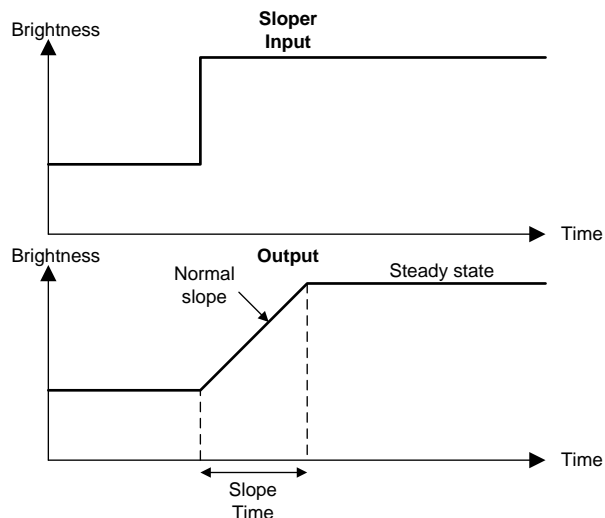 Brightness
Sloper
Input
Time
Brightness
Output
Normal
slope
Steady state
Time
Slope
Time